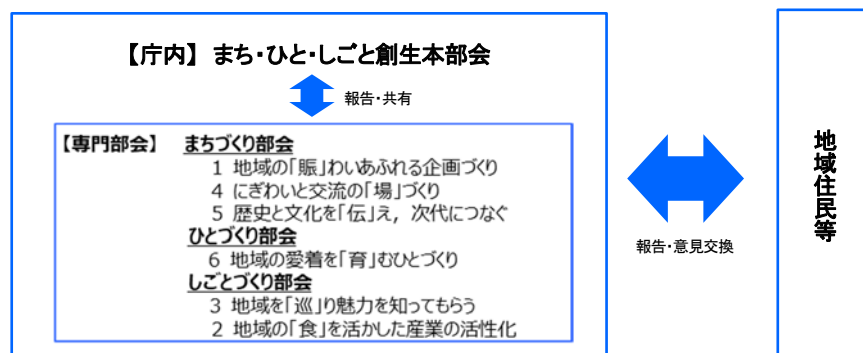 【庁内】 まち・ひと・しごと創生本部会
報告・共有
【専門部会】 まちづくり部会
1 地域の「賑」わいあふれる企画づくり
4 にぎわいと交流の「場」づくり
5 歴史と文化を「伝」え，次代につなぐ
ひとづくり部会
6 地域の愛着を「育」むひとづくり
しごとづくり部会
3 地域を「巡」り魅力を知ってもらう
2 地域の「食」を活かした産業の活性化
報告・意見交換
地域住民等